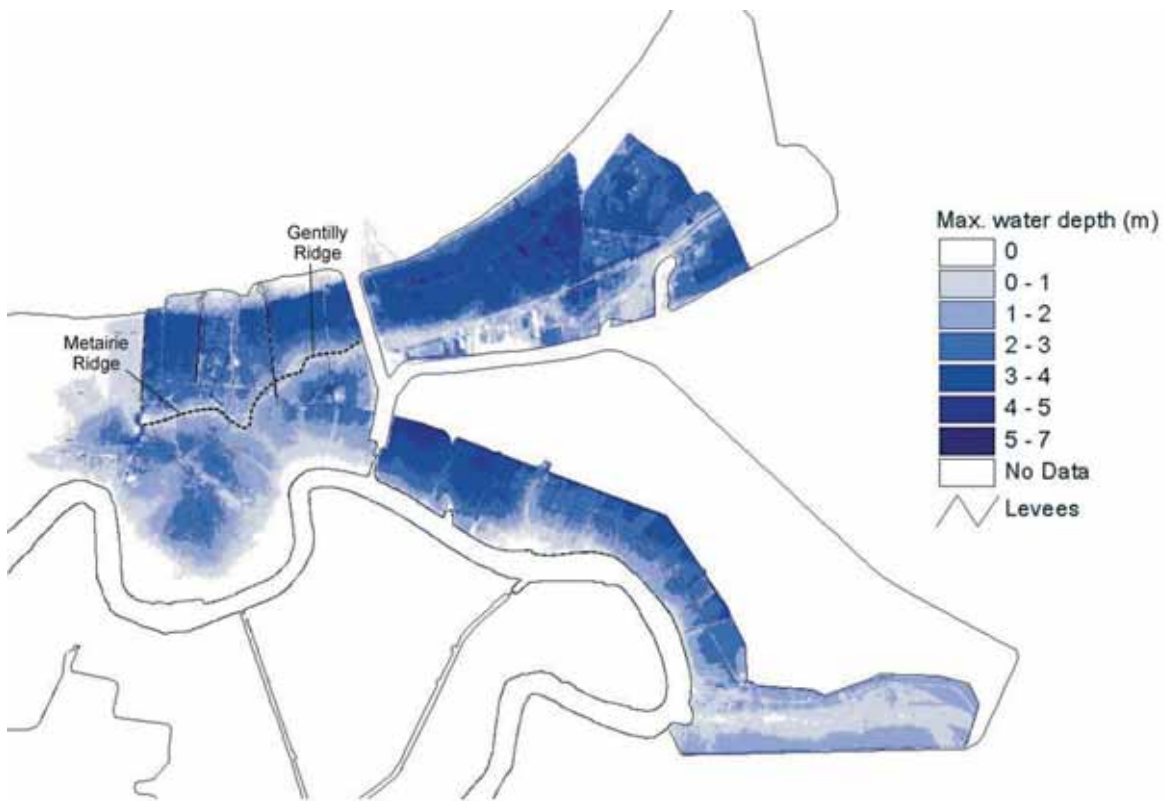 Gentilly
Ridge
Metairie
Ridge
Max. water depth (m)
0
0 - 1
1 - 2
2 - 3
3 - 4
4 - 5
5 - 7
No Data
Levees